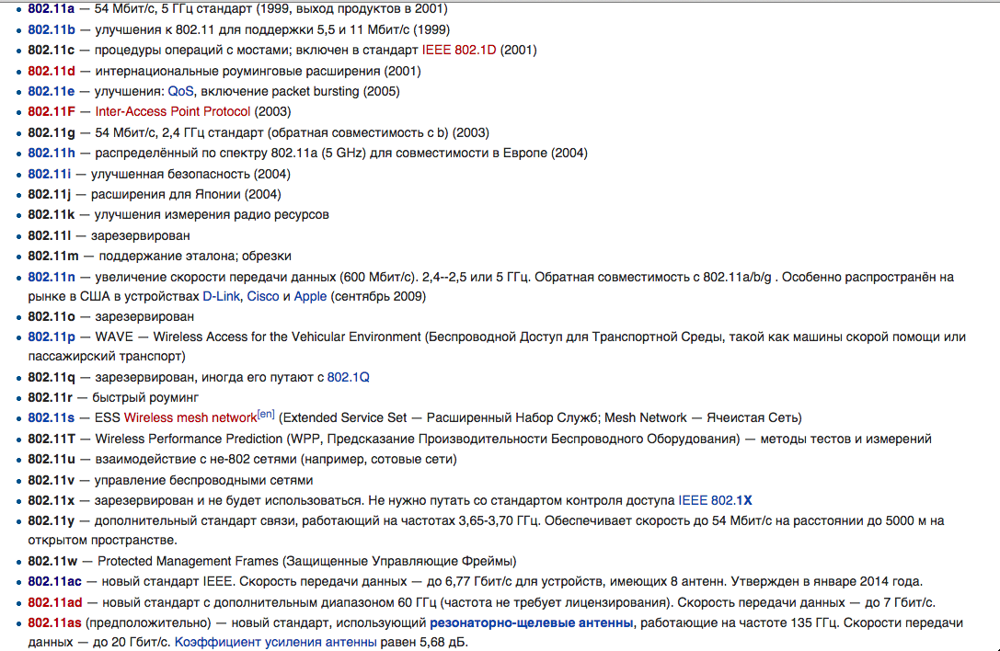 802.11a — 54 Мбит/с, 5 ГГц стандарт (1999, выход продуктов в 2001)
802.11b — улучшения к 802.11 для поддержки 5,5 и 11 Мбит/с (1999)
802.11c — процедуры операций с мостами; включен в стандарт IEEE 802.1D (2001)
802.11d — интернациональные роуминговые расширения (2001)
802.11e — улучшения: QoS, включение packet bursting (2005)
802.11F — Inter-Access Point Protocol (2003)
802.11g — 54 Мбит/с, 2,4 ГГц стандарт (обратная совместимость с b) (2003)
802.11h — распределённый по спектру 802.11a (5 GHz) для совместимости в Европе (2004)
802.11i — улучшенная безопасность (2004)
802.11j — расширения для Японии (2004)
802.11k — улучшения измерения радио ресурсов
802.11l — зарезервирован
802.11m — поддержание эталона; обрезки
802.11n — увеличение скорости передачи данных (600 Мбит/с). 2,4--2,5 или 5 ГГц. Обратная совместимость с 802.11a/b/g . Особенно распространён на
рынке в США в устройствах D-Link, Cisco и Apple (сентябрь 2009)
802.11o — зарезервирован
802.11p — WAVE — Wireless Access for the Vehicular Environment (Беспроводной Доступ для Транспортной Среды, такой как машины скорой помощи или
пассажирский транспорт)
802.11q — зарезервирован, иногда его путают с 802.1Q
802.11r — быстрый роуминг
802.11s — ESS Wireless mesh network[en] (Extended Service Set — Расширенный Набор Служб; Mesh Network — Ячеистая Сеть)
802.11T — Wireless Performance Prediction (WPP, Предсказание Производительности Беспроводного Оборудования) — методы тестов и измерений
802.11u — взаимодействие с не-802 сетями (например, сотовые сети)
802.11v — управление беспроводными сетями
802.11x — зарезервирован и не будет использоваться. Не нужно путать со стандартом контроля доступа IEEE 802.1X
802.11y — дополнительный стандарт связи, работающий на частотах 3,65-3,70 ГГц. Обеспечивает скорость до 54 Мбит/с на расстоянии до 5000 м на
открытом пространстве.
802.11w — Protected Management Frames (Защищенные Управляющие Фреймы)
802.11ac — новый стандарт IEEE. Скорость передачи данных — до 6,77 Гбит/с для устройств, имеющих 8 антенн. Утвержден в январе 2014 года.
802.11ad — новый стандарт с дополнительным диапазоном 60 ГГц (частота не требует лицензирования). Скорость передачи данных — до 7 Гбит/с.
802.11as (предположительно) — новый стандарт, использующий резонаторно-щелевые антенны, работающие на частоте 135 ГГц. Скорости передачи
данных — до 20 Гбит/с. Коэффициент усиления антенны равен 5,68 дБ.